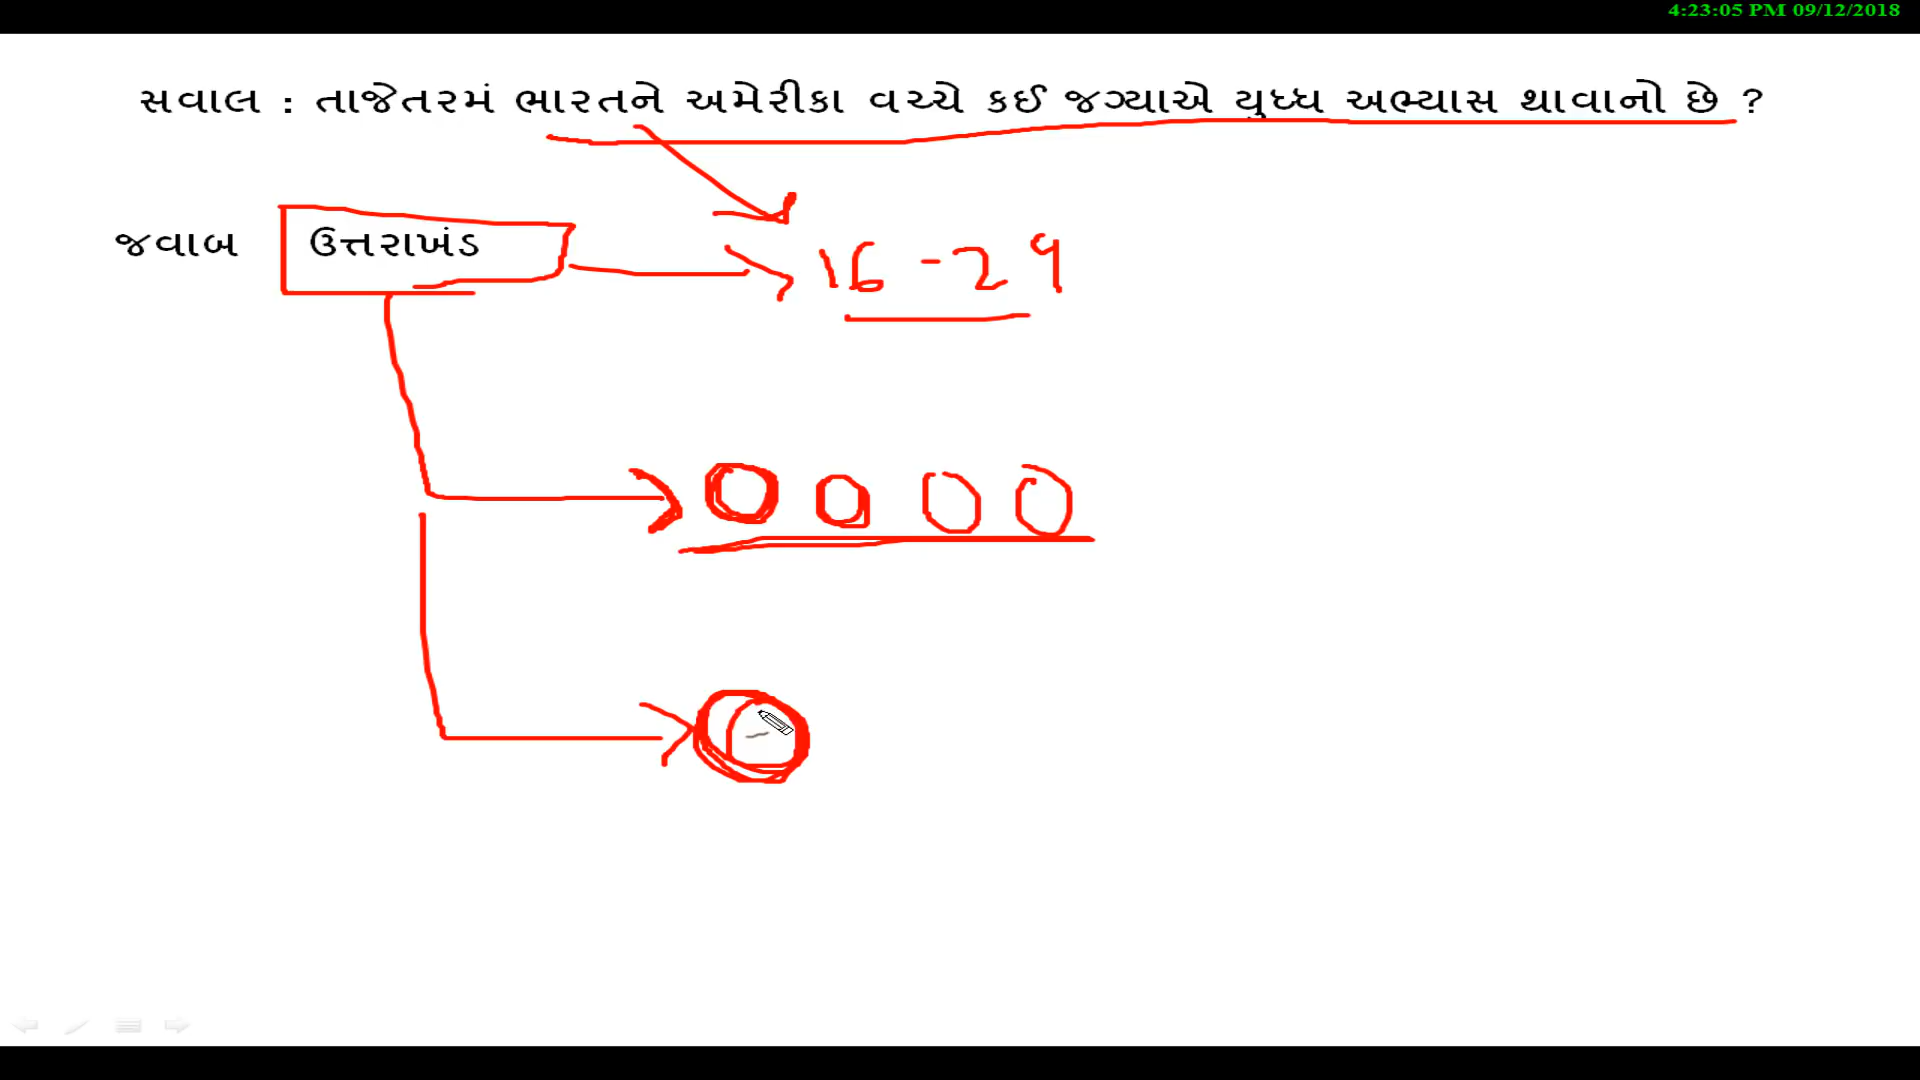 4:23:05 PM 09/12/2018
સવાલ : તાજેતરમં ભારતને અમેરીકા વચ્ચે કઈ જગ્યાએ યુધ્ધ અભ્યાસ થાવાનો છે ?
જવાબ ઉત્તરાખંડ
16 - 29